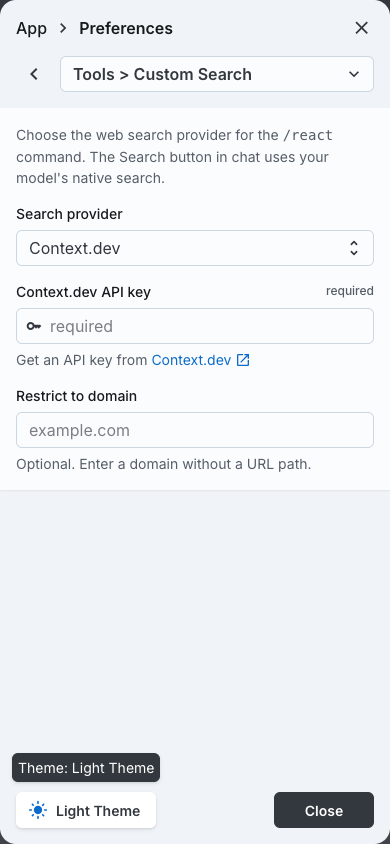 App > Preferences
Tools > Custom Search
Choose the web search provider for the /react
command. The Search button in chat uses your
model's native search.
Search provider
Context.dev
Context.dev API key required
required
Get an API key from Context.dev
Restrict to domain
example.com
Optional. Enter a domain without a URL path.
Theme: Light Theme
Light Theme Close